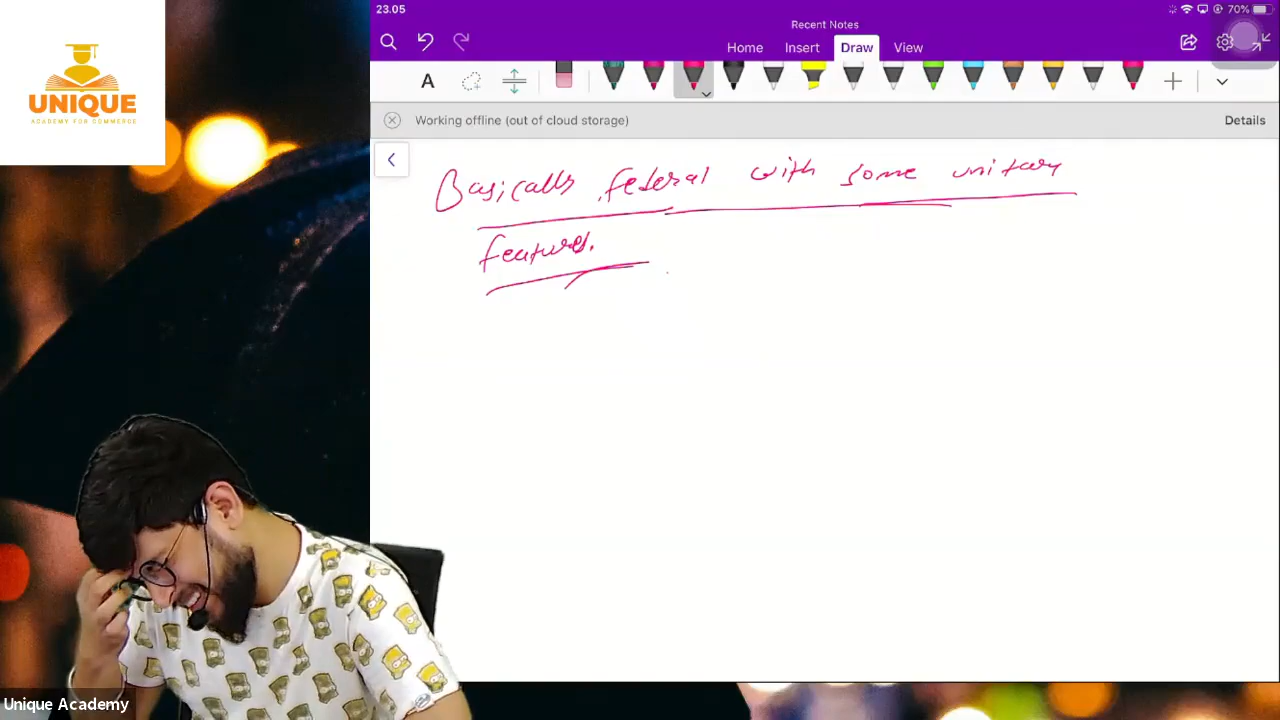 UNIQUE
ACADEMY FOR COMMERCE
23.05
Recent Notes
70%
Home Insert Draw View
A
Working offline (out of cloud storage)
Details
Basically federal with some unitary
features.
Unique Academy